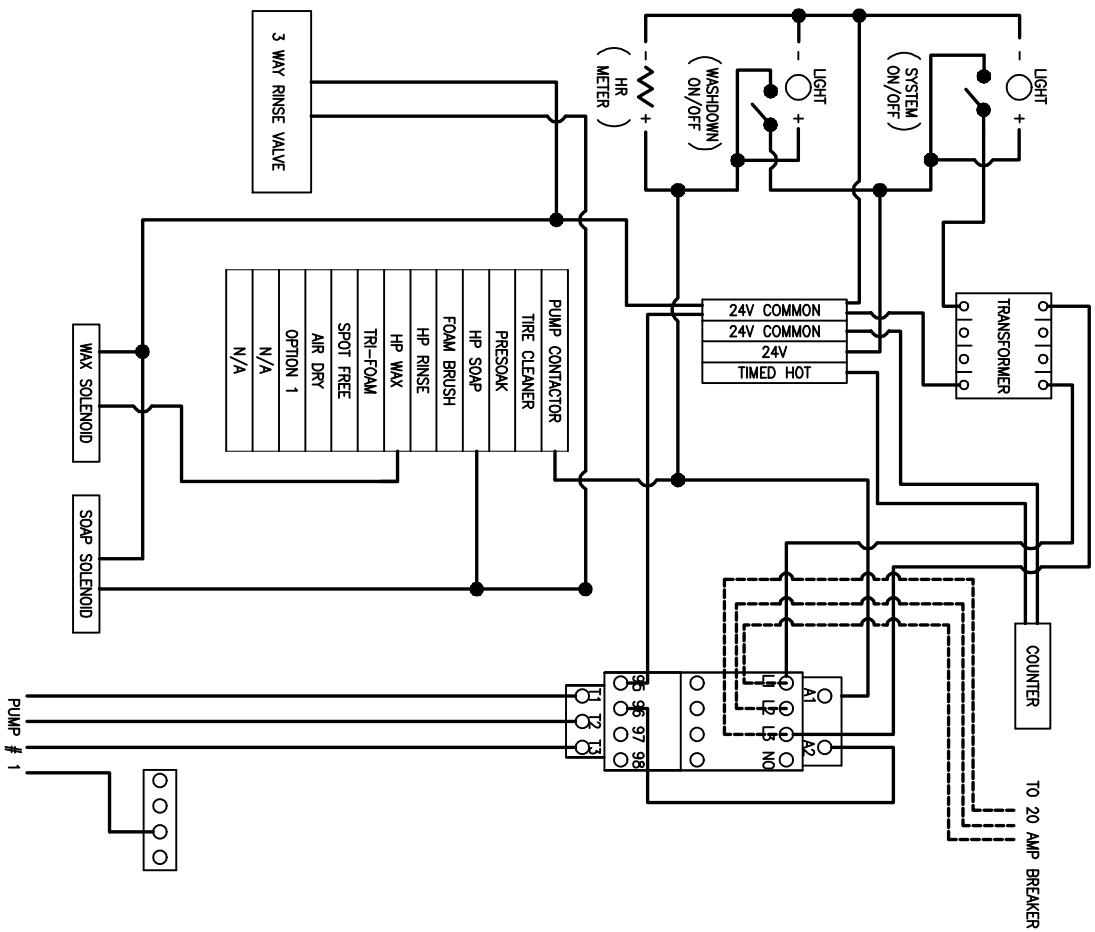 3 WAY RINSE VALVE
( HR
METER )
-
+
( WASHDOWN
ON/OFF )
LIGHT
-
+
( SYSTEM
ON/OFF )
LIGHT
-
+
TRANSFORMER
24V COMMON
24V COMMON
24V
TIMED HOT
PUMP CONTACTOR
TIRE CLEANER
PRESOAK
HP SOAP
FOAM BRUSH
HP RINSE
HP WAX
TRI-FOAM
SPOT FREE
AIR DRY
OPTION 1
N/A
N/A
WAX SOLENOID
SOAP SOLENOID
COUNTER
A1
A2
L1
L2
L3
NO
95
96
97
98
T1
T2
T3
PUMP # 1
TO 20 AMP BREAKER